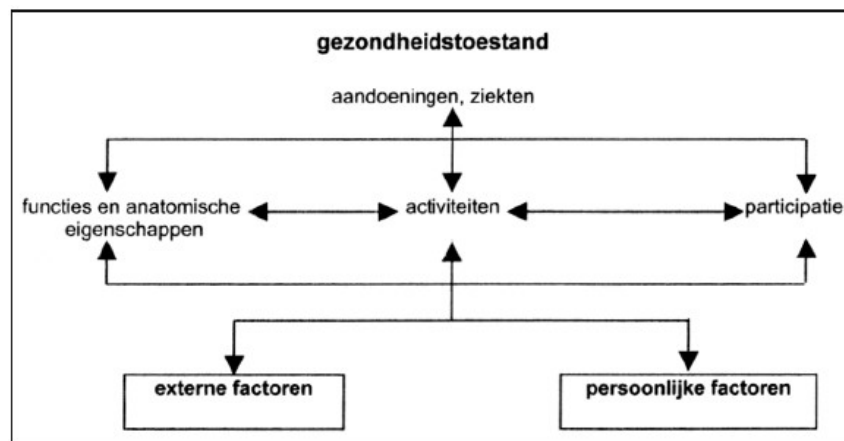 gezondheidstoestand
aandoeningen, ziekten
functies en anatomische
eigenschappen
activiteiten
participatie
externe factoren
persoonlijke factoren